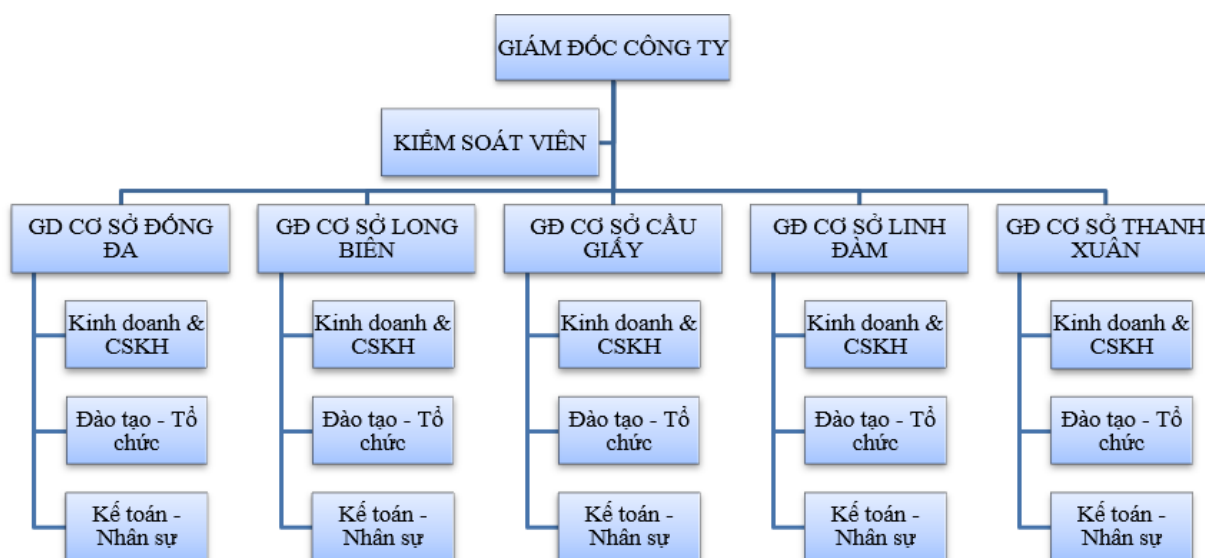 GIÁM ĐỐC CÔNG TY
KIỂM SOÁT VIÊN
GD CƠ SỞ ĐỐNG
ĐA
GĐ CƠ SỞ LONG
BIÊN
GĐ CƠ SỞ CẦU
GIẤY
GĐ CƠ SỞ LINH
ĐÀM
GĐ CƠ SỞ THANH
XUÂN
Kinh doanh &
CSKH
Kinh doanh &
CSKH
Kinh doanh &
CSKH
Kinh doanh &
CSKH
Kinh doanh &
CSKH
Đào tạo - Tổ
chức
Đào tạo - Tổ
chức
Đào tạo - Tổ
chức
Đào tạo - Tổ
chức
Đào tạo - Tổ
chức
Kế toán -
Nhân sự
Kế toán -
Nhân sự
Kế toán -
Nhân sự
Kế toán -
Nhân sự
Kế toán -
Nhân sự